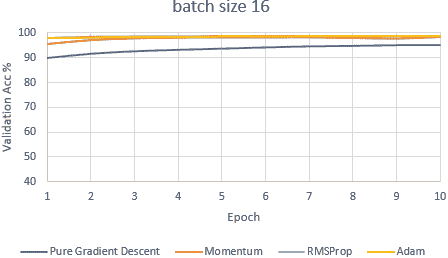 batch size 16
100
90
80
70
60
50
40
Validation Acc %
1 2 3 4 5 6 7 8 9 10
Epoch
Pure Gradient Descent Momentum RMSProp Adam